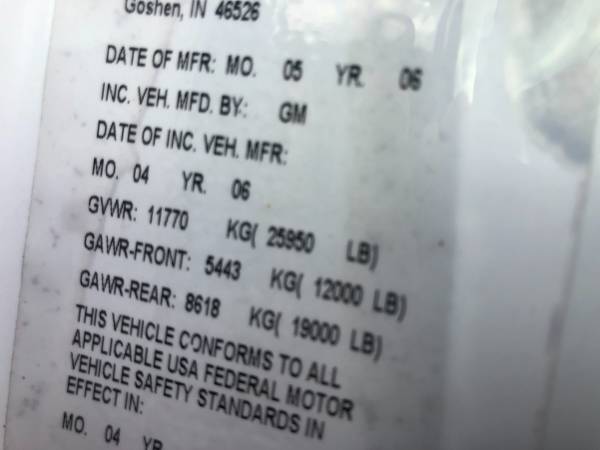 Goshen, IN 46526
DATE OF MFR: MO. 05 YR. 06
INC. VEH. MFD. BY: GM
DATE OF INC. VEH. MFR:
MO. 04 YR. 06
GVWR: 11770 KG( 25950 LB)
GAWR-FRONT: 5443 KG( 12000 LB)
GAWR-REAR: 8618 KG( 19000 LB)
THIS VEHICLE CONFORMS TO ALL
APPLICABLE USA FEDERAL MOTOR
VEHICLE SAFETY STANDARDS IN
EFFECT IN:
MO. 04 YR